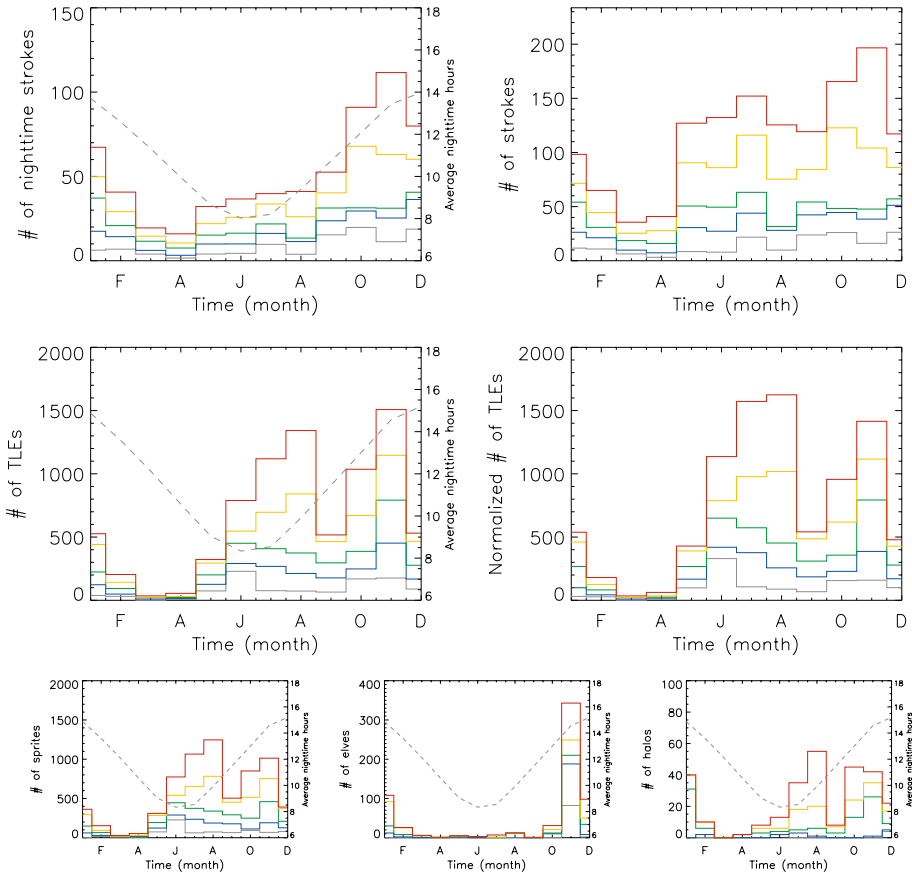 # of nighttime strokes
150
100
50
0
18
16
14
12
10
8
6
Average nighttime hours
F A J A O D
Time (month)
# of strokes
200
150
100
50
0
F A J A O D
Time (month)
# of TLEs
2000
1500
1000
500
0
18
16
14
12
10
8
6
Average nighttime hours
F A J A O D
Time (month)
Normalized # of TLEs
2000
1500
1000
500
0
F A J A O D
Time (month)
# of sprites
2000
1500
1000
500
0
18
16
14
12
10
8
6
Average nighttime hours
F A J A O D
Time (month)
# of elves
400
300
200
100
0
18
16
14
12
10
8
6
Average nighttime hours
F A J A O D
Time (month)
# of halos
100
80
60
40
20
0
18
16
14
12
10
8
6
Average nighttime hours
F A J A O D
Time (month)